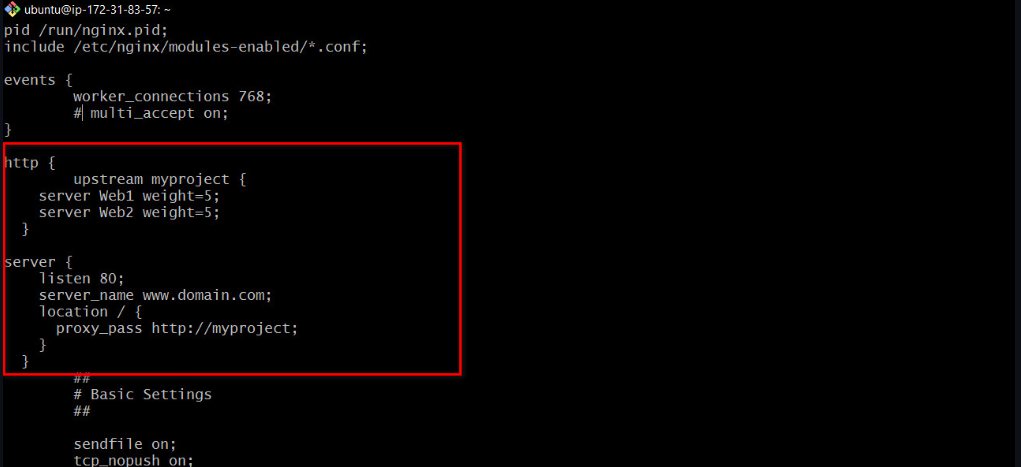 ubuntu@ip-172-31-83-57: ~
pid /run/nginx.pid;
include /etc/nginx/modules-enabled/*.conf;
events {
worker_connections 768;
# multi_accept on;
}
http {
upstream myproject {
server Web1 weight=5;
server Web2 weight=5;
}
server {
listen 80;
server_name www.domain.com;
location / {
proxy_pass http://myproject;
}
}
##
# Basic Settings
##
sendfile on;
tcp_nopush on;